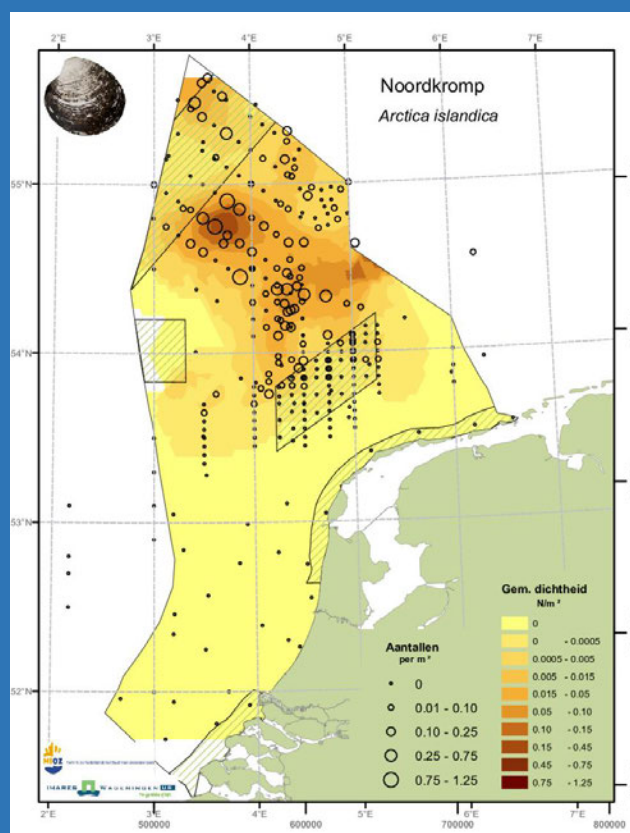 2°E 3°E 4°E 5°E 6°E 7°E
Noordkromp
Arctica islandica
55°N
54°N
53°N
52°N
Gem. dichtheid
N/m ²
0
0 - 0.0005
0.0005 - 0.005
0.005 - 0.015
0.015 - 0.05
0.05 - 0.10
0.10 - 0.15
0.15 - 0.45
0.45 - 0.75
0.75 - 1.25
Aantallen
per m ²
0
0.01 - 0.10
0.10 - 0.25
0.25 - 0.75
0.75 - 1.25
NIOZ
IMARES WAGENINGEN UR
2°E 3°E 4°E 5°E 6°E
500000 600000 700000 800000